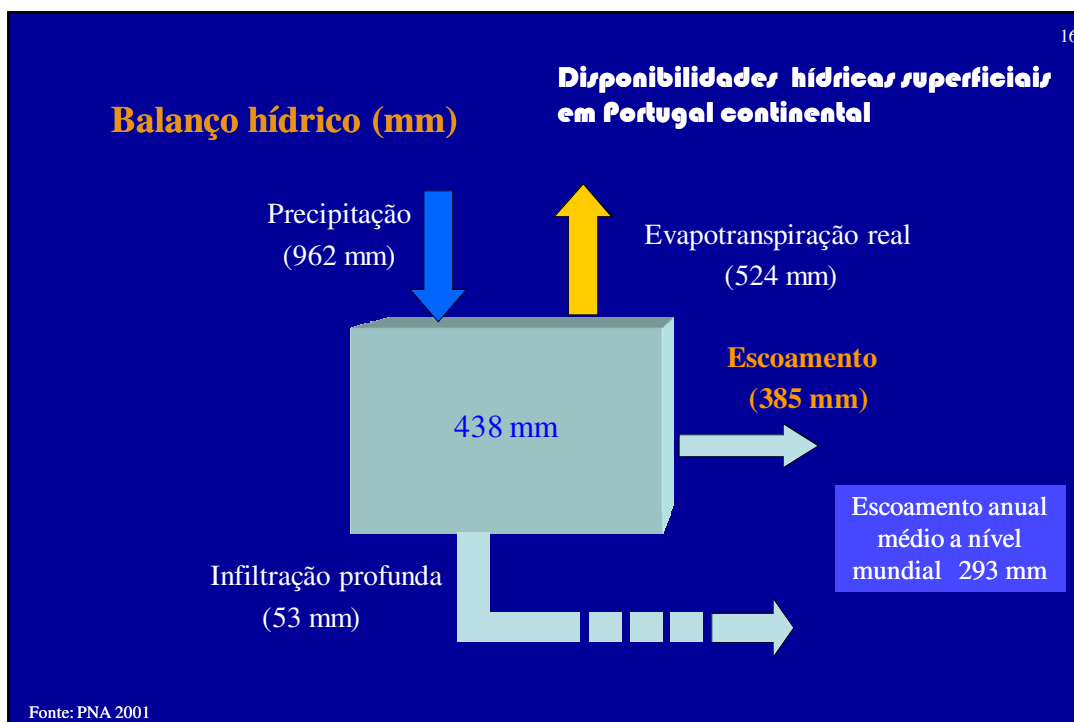 16
Disponibilidades hídricas superficiais
em Portugal continental
Balanço hídrico (mm)
Precipitação
(962 mm)
Evapotranspiração real
(524 mm)
Escoamento
(385 mm)
438 mm
Escoamento anual
médio a nível
mundial 293 mm
Infiltração profunda
(53 mm)
Fonte: PNA 2001